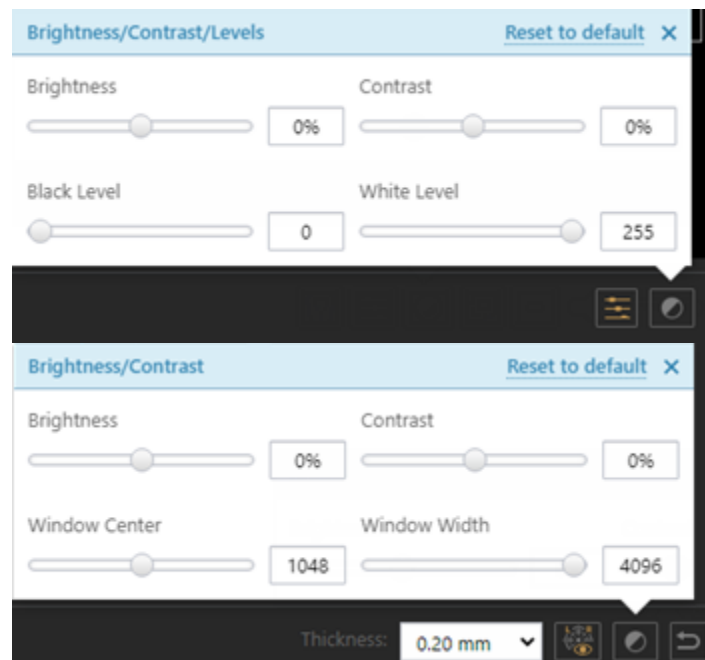 Brightness/Contrast/Levels Reset to default
Brightness Contrast
0% 0%
Black Level White Level
0 255
Brightness/Contrast Reset to default
Brightness Contrast
0% 0%
Window Center Window Width
1048 4096
Thickness: 0.20 mm